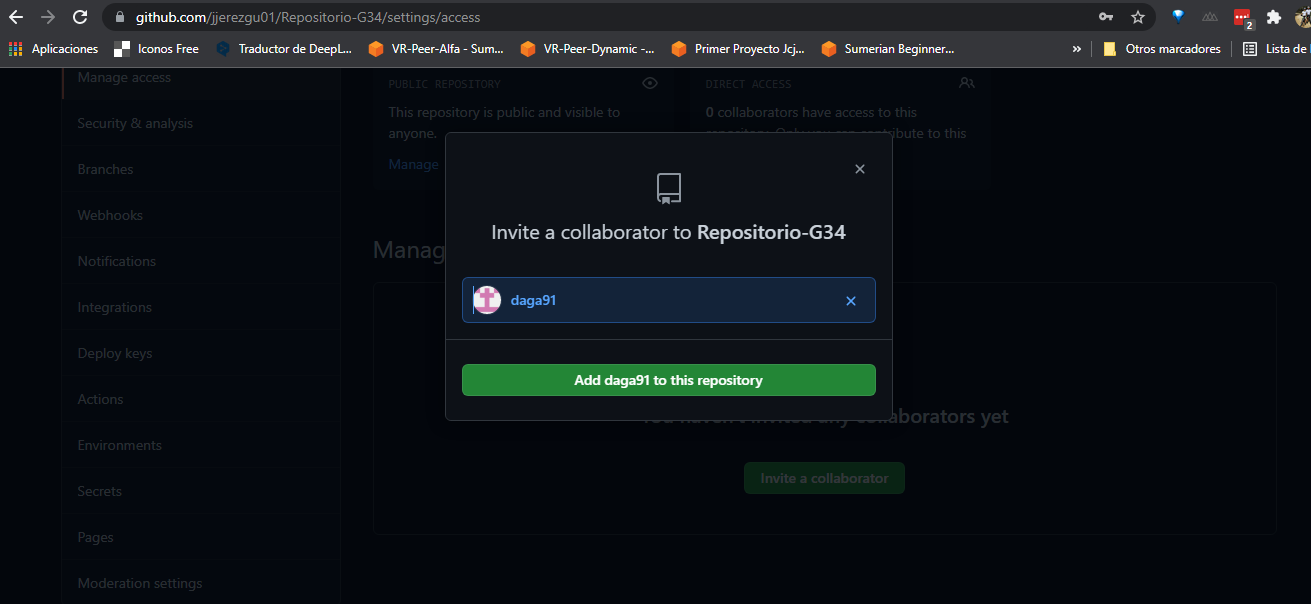 github.com/jjerezgu01/Repositorio-G34/settings/access
2
Aplicaciones Iconos Free Traductor de DeepL... VR-Peer-Alfa - Sum... VR-Peer-Dynamic -... Primer Proyecto Jcj... Sumerian Beginner... » Otros marcadores Lista de
Manage access
Security & analysis
Branches
Webhooks
Notifications
Integrations
Deploy keys
Actions
Environments
Secrets
Pages
Moderation settings
PUBLIC REPOSITORY
This repository is public and visible to
anyone.
Manage
DIRECT ACCESS
0 collaborators have access to this
repository. Only you can contribute to this
Manag
Invite a collaborator to Repositorio-G34
daga91
Add daga91 to this repository
You haven't invited any collaborators yet
Invite a collaborator